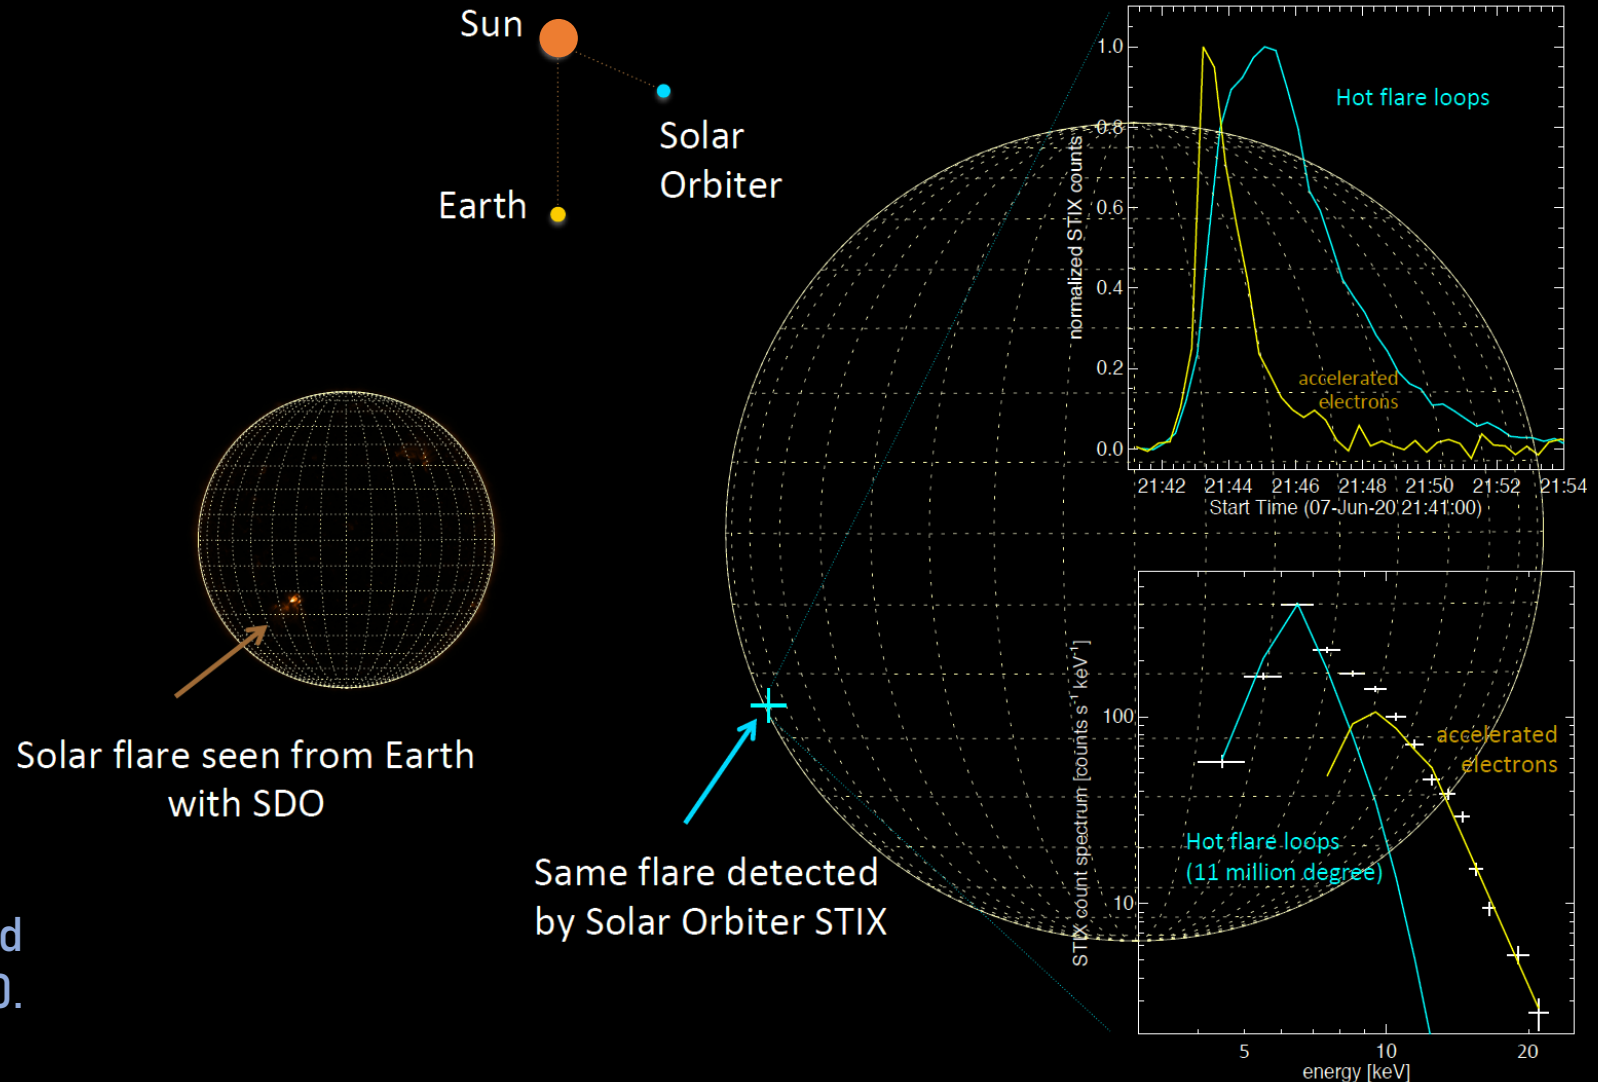 Sun
Solar
Orbiter
Earth
Solar flare seen from Earth
with SDO
Same flare detected
by Solar Orbiter STIX
d
).
1.0
0.8
0.6
0.4
0.2
0.0
normalized STIX counts
Hot flare loops
accelerated
electrons
21:42 21:44 21:46 21:48 21:50 21:52 21:54
Start Time (07-Jun-20 21:41:00)
100
10
STIX count spectrum [counts s⁻¹ keV⁻¹]
accelerated
electrons
Hot flare loops
(11 million degree)
5 10 20
energy [keV]